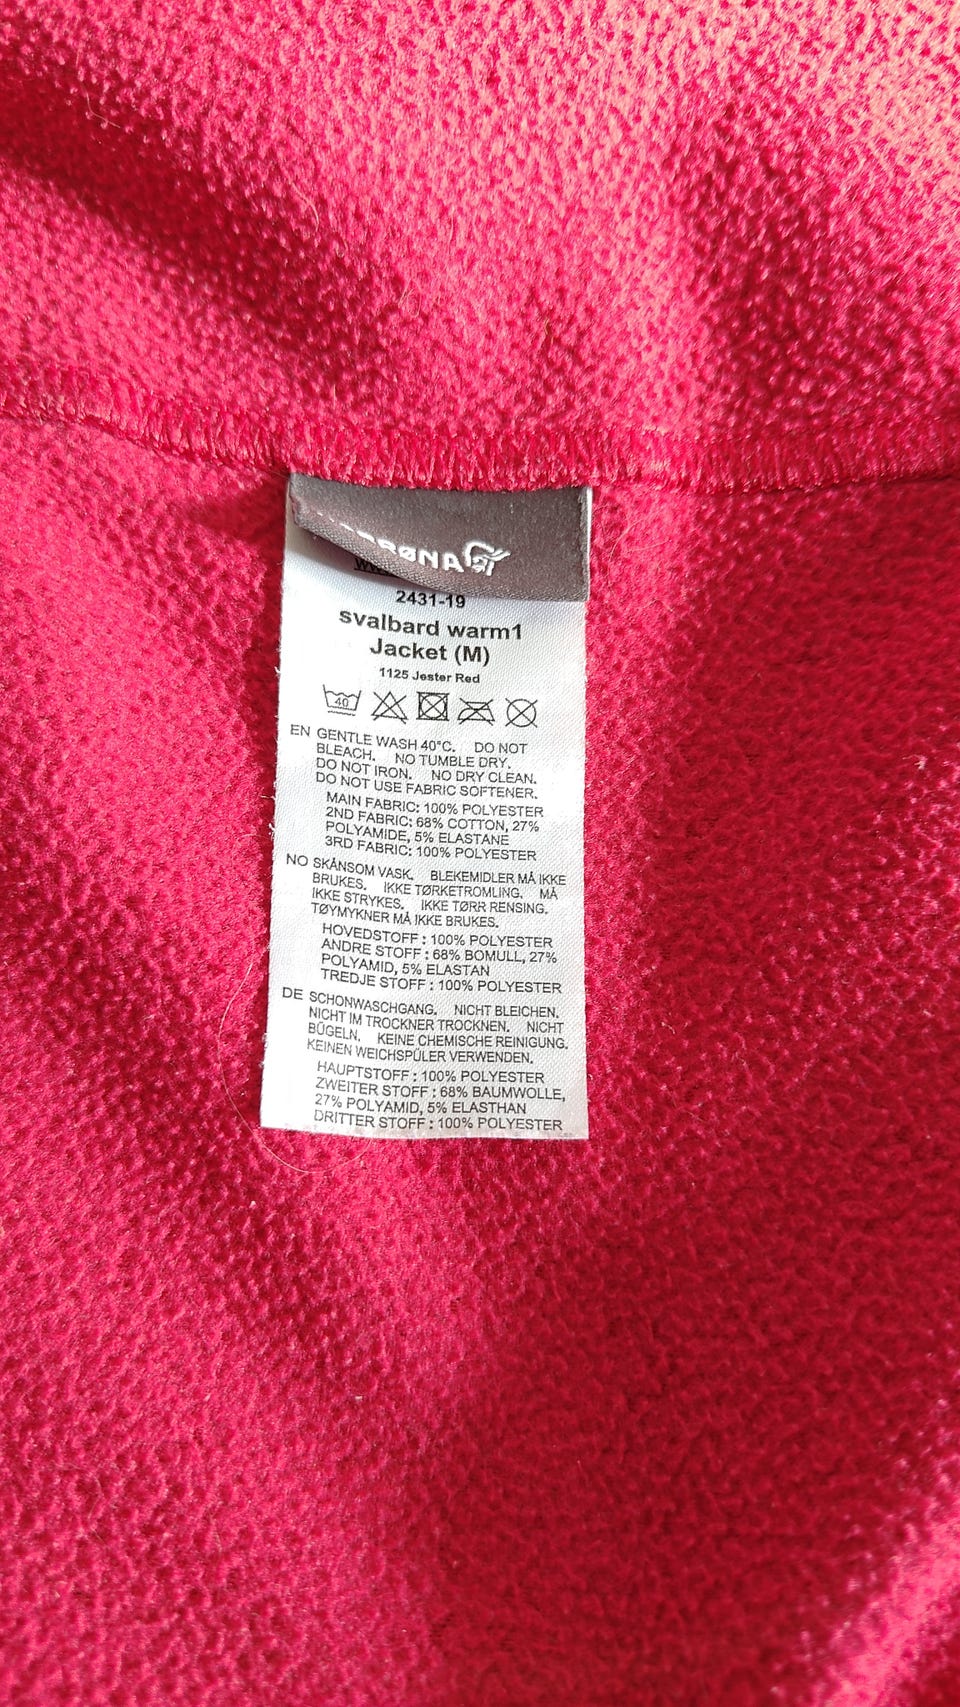 2431-19
svalbard warm1
Jacket (M)
1125 Jester Red
40
EN GENTLE WASH 40°C. DO NOT
BLEACH. NO TUMBLE DRY.
DO NOT IRON. NO DRY CLEAN.
DO NOT USE FABRIC SOFTENER.
MAIN FABRIC: 100% POLYESTER
2ND FABRIC: 68% COTTON, 27%
POLYAMIDE, 5% ELASTANE
3RD FABRIC: 100% POLYESTER
NO SKÅNSOM VASK. BLEKEMIDLER MÅ IKKE
BRUKES. IKKE TØRKETROMLING. MÅ
IKKE STRYKES. IKKE TØRR RENSING.
TØYMYKNER MÅ IKKE BRUKES.
HOVEDSTOFF : 100% POLYESTER
ANDRE STOFF : 68% BOMULL, 27%
POLYAMID, 5% ELASTAN
TREDJE STOFF : 100% POLYESTER
DE SCHONWASCHGANG. NICHT BLEICHEN.
NICHT IM TROCKNER TROCKNEN. NICHT
BÜGELN. KEINE CHEMISCHE REINIGUNG.
KEINEN WEICHSPÜLER VERWENDEN.
HAUPTSTOFF : 100% POLYESTER
ZWEITER STOFF : 68% BAUMWOLLE,
27% POLYAMID, 5% ELASTHAN
DRITTER STOFF : 100% POLYESTER